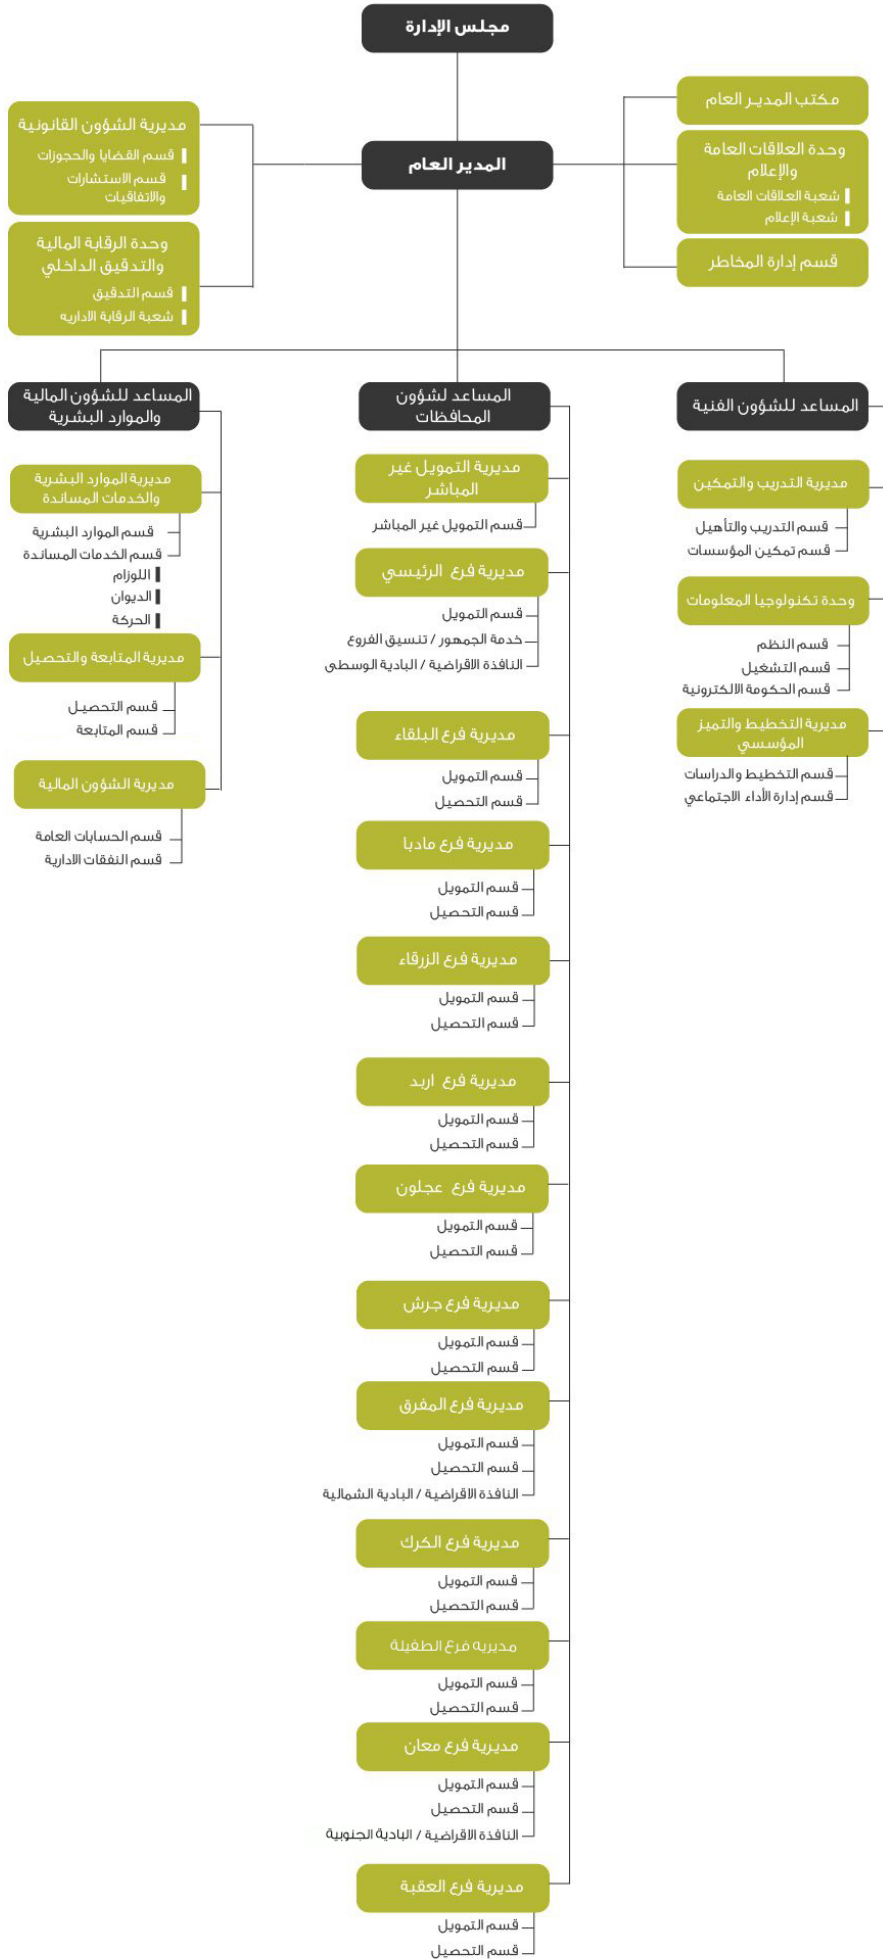 مجلس الإدارة
المدير العام
مكتب المدير العام
وحدة العلاقات العامة
والإعلام
شعبة العلاقات العامة
شعبة الإعلام
قسم إدارة المخاطر
مديرية الشؤون القانونية
قسم القضايا والحجوزات
قسم الاستشارات
والاتفاقيات
وحدة الرقابة المالية
والتدقيق الداخلي
قسم التدقيق
شعبة الرقابة الاداريه
المساعد للشؤون الفنية
مديرية التدريب والتمكين
قسم التدريب والتأهيل
قسم تمكين المؤسسات
وحدة تكنولوجيا المعلومات
قسم النظم
قسم التشغيل
قسم الحكومة الالكترونية
مديرية التخطيط والتميز
المؤسسي
قسم التخطيط والدراسات
قسم إدارة الأداء الاجتماعي
المساعد لشؤون
المحافظات
مديرية التمويل غير
المباشر
قسم التمويل غير المباشر
مديرية فرع الرئيسي
قسم التمويل
خدمة الجمهور / تنسيق الفروع
النافذة الاقراضية / البادية الوسطى
مديرية فرع البلقاء
قسم التمويل
قسم التحصيل
مديرية فرع مادبا
قسم التمويل
قسم التحصيل
مديرية فرع الزرقاء
قسم التمويل
قسم التحصيل
مديرية فرع اربد
قسم التمويل
قسم التحصيل
مديرية فرع عجلون
قسم التمويل
قسم التحصيل
مديرية فرع جرش
قسم التمويل
قسم التحصيل
مديرية فرع المفرق
قسم التمويل
قسم التحصيل
النافذة الاقراضية / البادية الشمالية
مديرية فرع الكرك
قسم التمويل
قسم التحصيل
مديريه فرع الطفيلة
قسم التمويل
قسم التحصيل
مديرية فرع معان
قسم التمويل
قسم التحصيل
النافذة الاقراضية / البادية الجنوبية
مديرية فرع العقبة
قسم التمويل
قسم التحصيل
المساعد للشؤون المالية
والموارد البشرية
مديرية الموارد البشرية
والخدمات المساندة
قسم الموارد البشرية
قسم الخدمات المساندة
اللوزام
الديوان
الحركة
مديرية المتابعة والتحصيل
قسم التحصيل
قسم المتابعة
مديرية الشؤون المالية
قسم الحسابات العامة
قسم النفقات الادارية